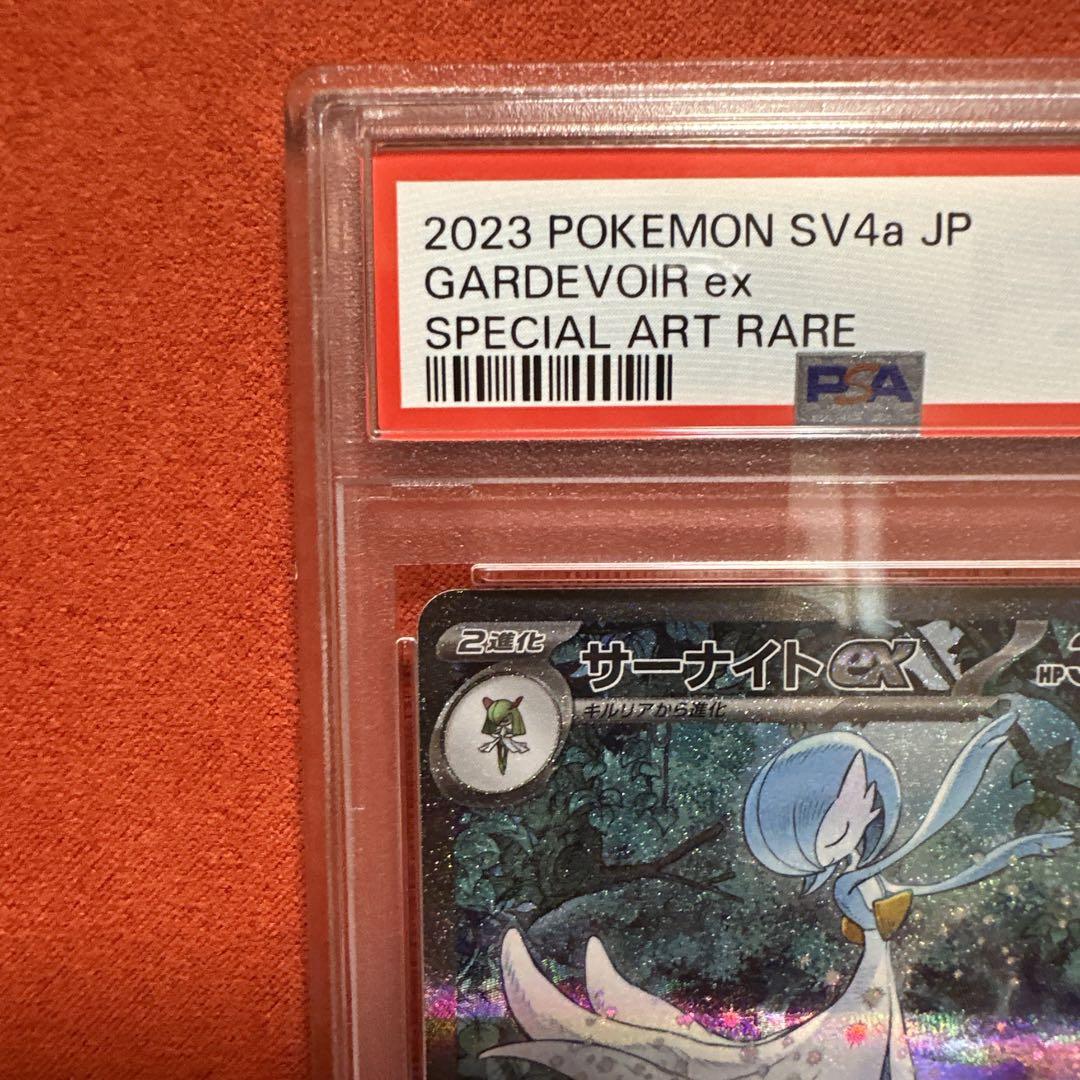 2023 POKEMON SV4a JP
GARDEVOIR ex
SPECIAL ART RARE
PSA
2進化
サーナイトex
HP
キルリアから進化